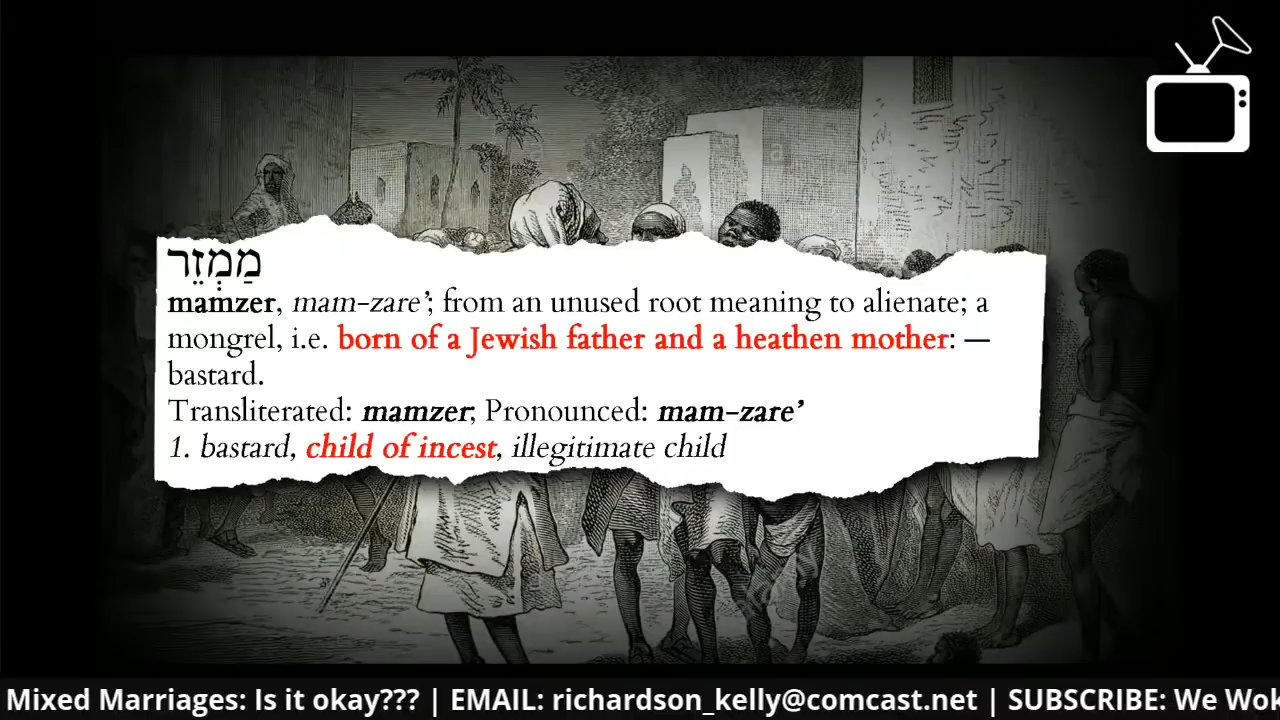 מַמְזֵר
mamzer, mam-zare’; from an unused root meaning to alienate; a
mongrel, i.e. born of a Jewish father and a heathen mother: —
bastard.
Transliterated: mamzer; Pronounced: mam-zare’
1. bastard, child of incest, illegitimate child
Mixed Marriages: Is it okay??? | EMAIL: richardson_kelly@comcast.net | SUBSCRIBE: We Wok